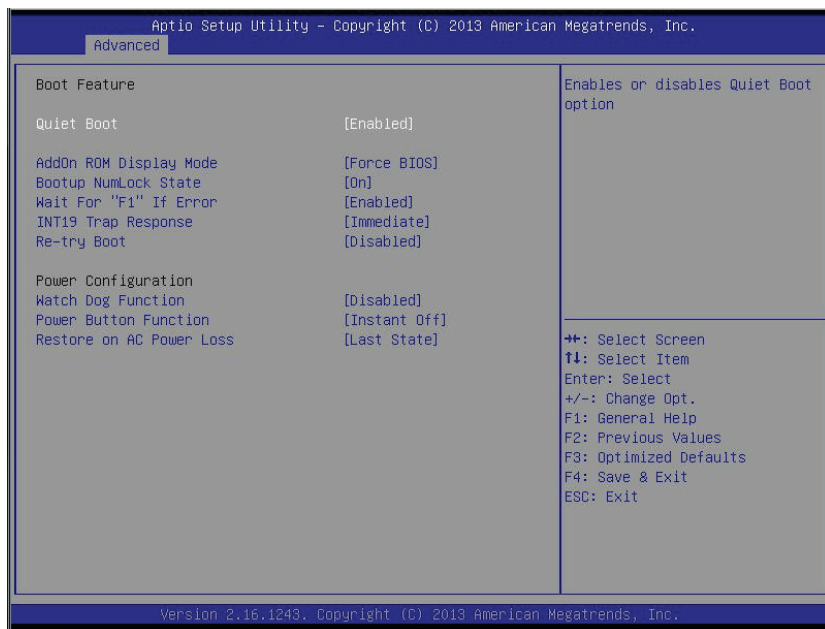 Aptio Setup Utility – Copyright (C) 2013 American Megatrends, Inc.
Advanced
Boot Feature
Quiet Boot [Enabled]
AddOn ROM Display Mode [Force BIOS]
Bootup NumLock State [On]
Wait For "F1" If Error [Enabled]
INT19 Trap Response [Immediate]
Re-try Boot [Disabled]
Power Configuration
Watch Dog Function [Disabled]
Power Button Function [Instant Off]
Restore on AC Power Loss [Last State]
Enables or disables Quiet Boot
option
→←: Select Screen
↑↓: Select Item
Enter: Select
+/-: Change Opt.
F1: General Help
F2: Previous Values
F3: Optimized Defaults
F4: Save & Exit
ESC: Exit
Version 2.16.1243. Copyright (C) 2013 American Megatrends, Inc.